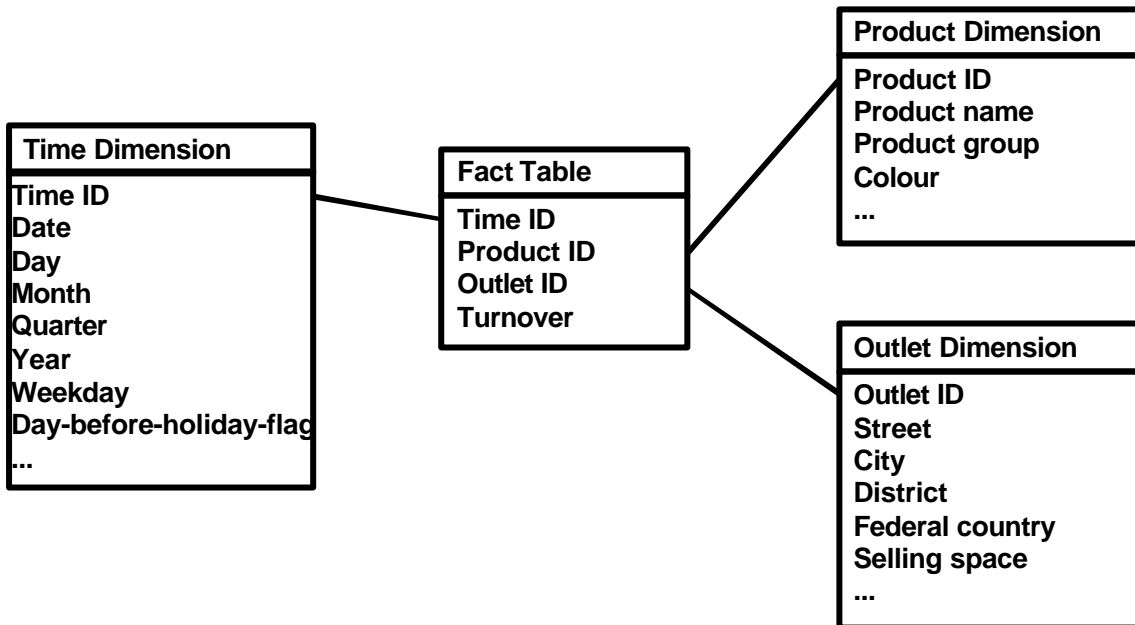 Time Dimension
Time ID
Date
Day
Month
Quarter
Year
Weekday
Day-before-holiday-flag
...
Fact Table
Time ID
Product ID
Outlet ID
Turnover
Product Dimension
Product ID
Product name
Product group
Colour
...
Outlet Dimension
Outlet ID
Street
City
District
Federal country
Selling space
...